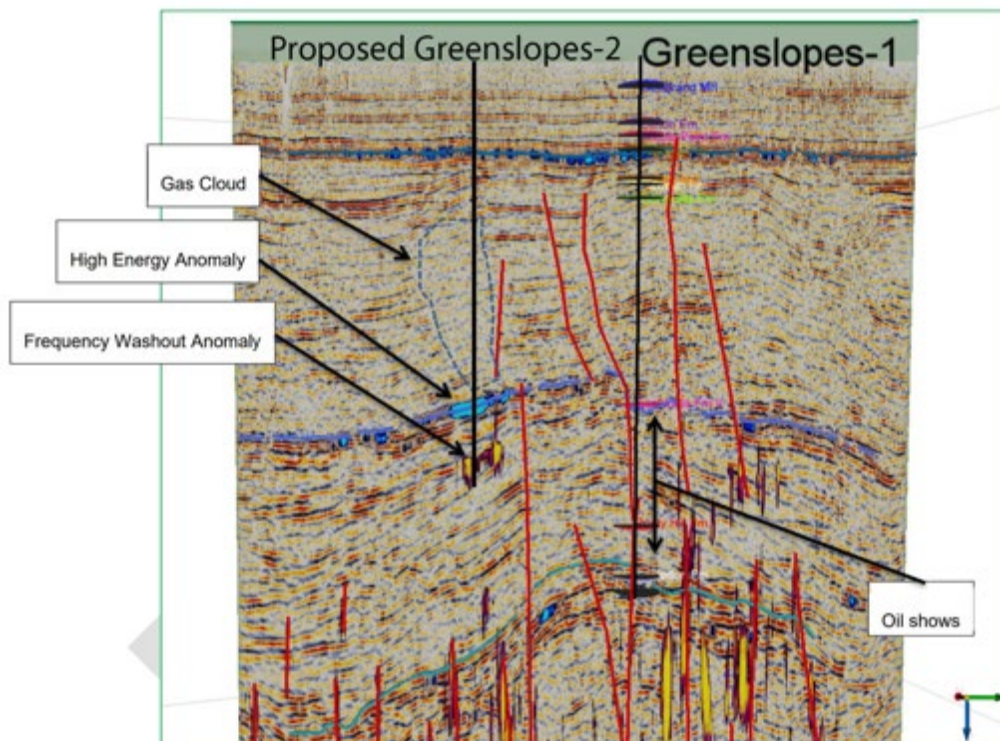 Proposed Greenslopes-2
Greenslopes-1
Gas Cloud
High Energy Anomaly
Frequency Washout Anomaly
Oil shows